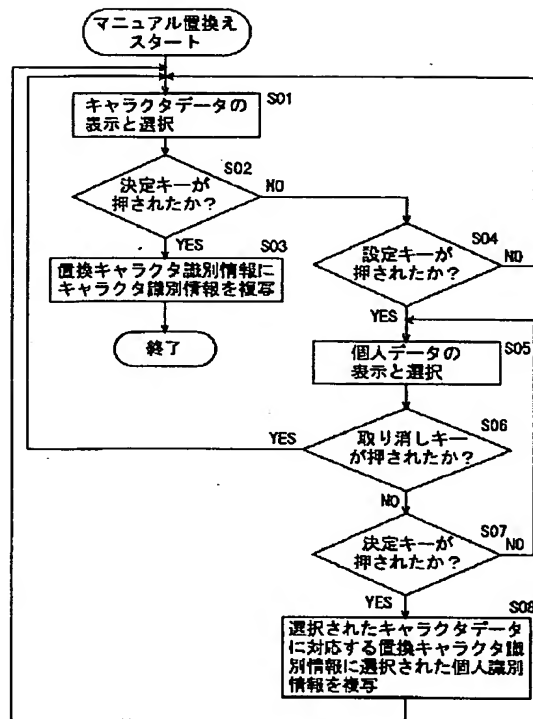 マニュアル置換え
スタート
キャラクタデータの
表示と選択
S01
決定キーが
押されたか？
S02
NO
YES
S03
置換キャラクタ識別情報に
キャラクタ識別情報を複写
終了
設定キーが
押されたか？
S04
NO
YES
個人データの
表示と選択
S05
YES
取り消しキー
が押されたか？
S06
NO
決定キーが
押されたか？
S07
NO
YES
S08
選択されたキャラクタデータ
に対応する置換キャラクタ識
別情報に選択された個人識別
情報を複写